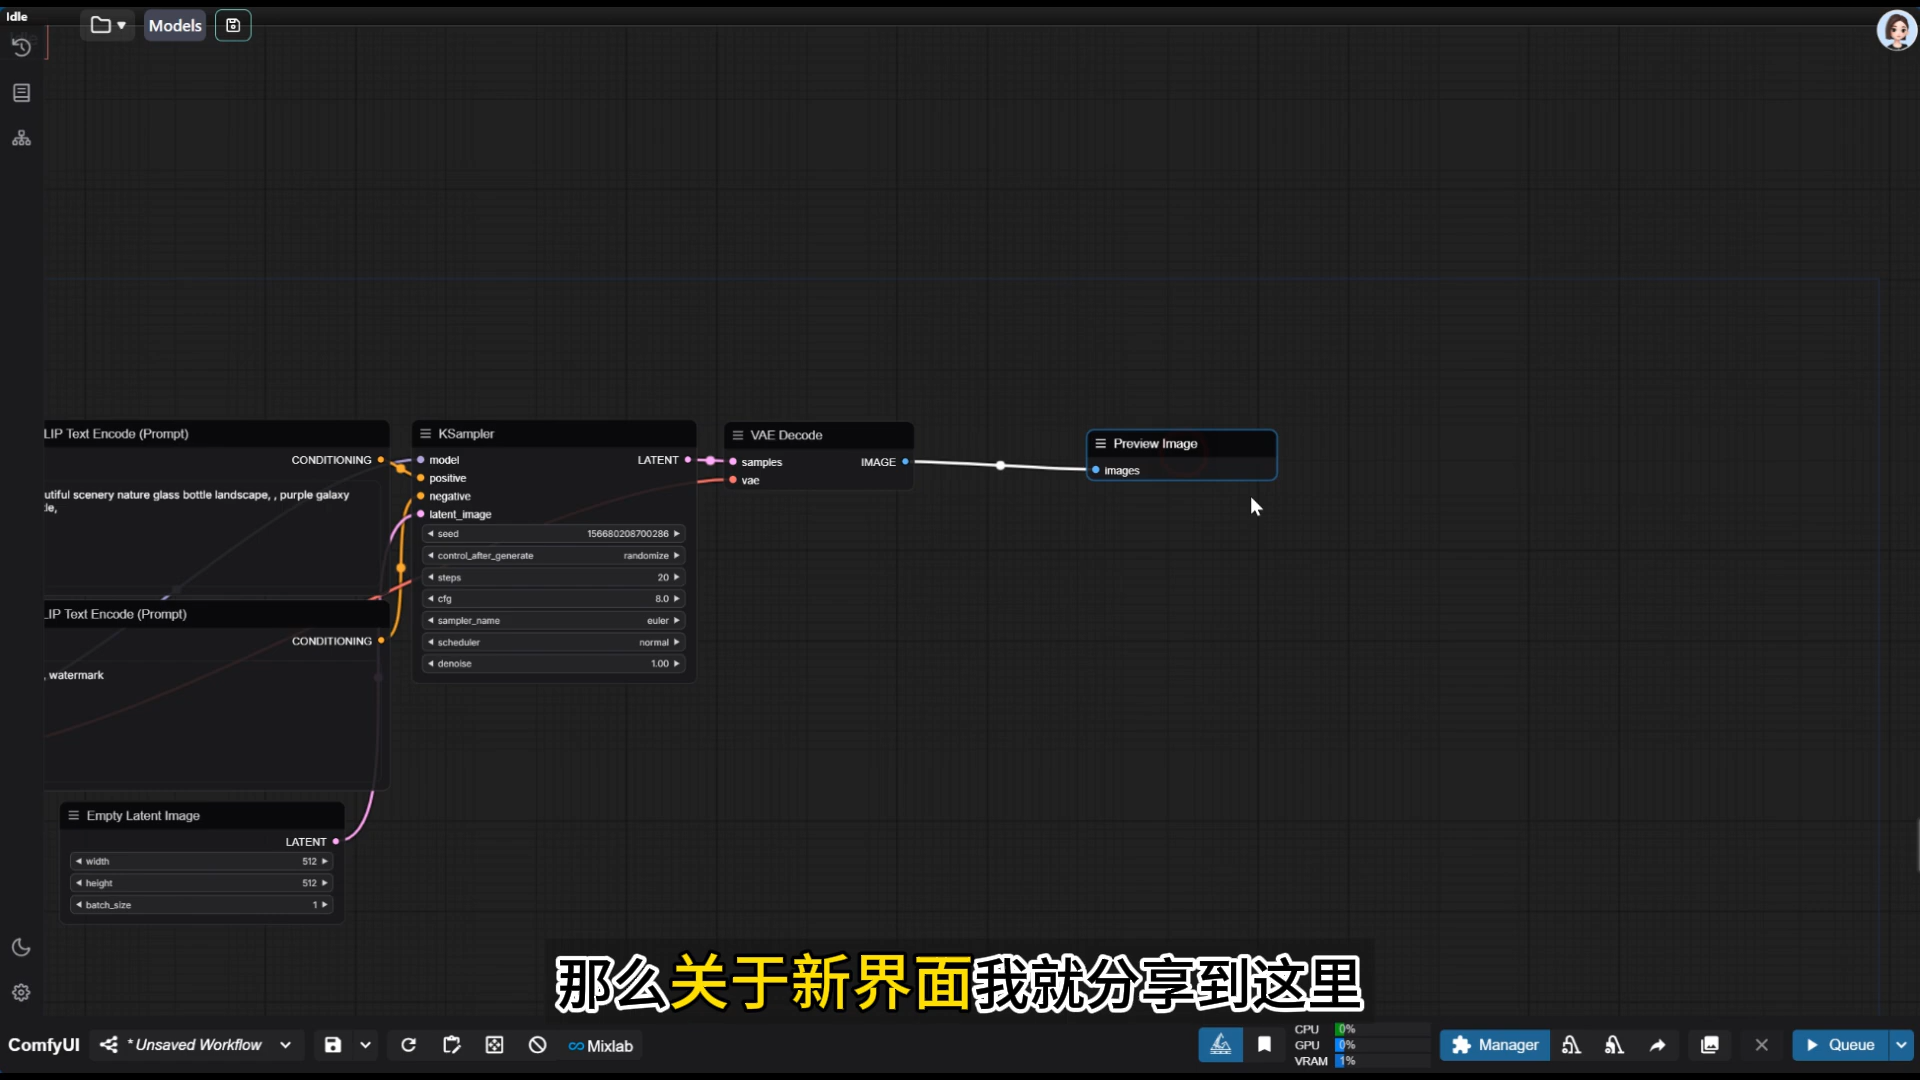 Idle
Models
LIP Text Encode (Prompt)
CONDITIONING
utiful scenery nature glass bottle landscape, , purple galaxy
tle,
LIP Text Encode (Prompt)
CONDITIONING
, watermark
Empty Latent Image
LATENT
width 512
height 512
batch_size 1
KSampler
model LATENT
positive
negative
latent_image
seed 156680208700286
control_after_generate randomize
steps 20
cfg 8.0
sampler_name euler
scheduler normal
denoise 1.00
VAE Decode
samples IMAGE
vae
Preview Image
images
那么关于新界面我就分享到这里
ComfyUI
* Unsaved Workflow
Mixlab
CPU 0%
GPU 0%
VRAM 1%
Manager
Queue